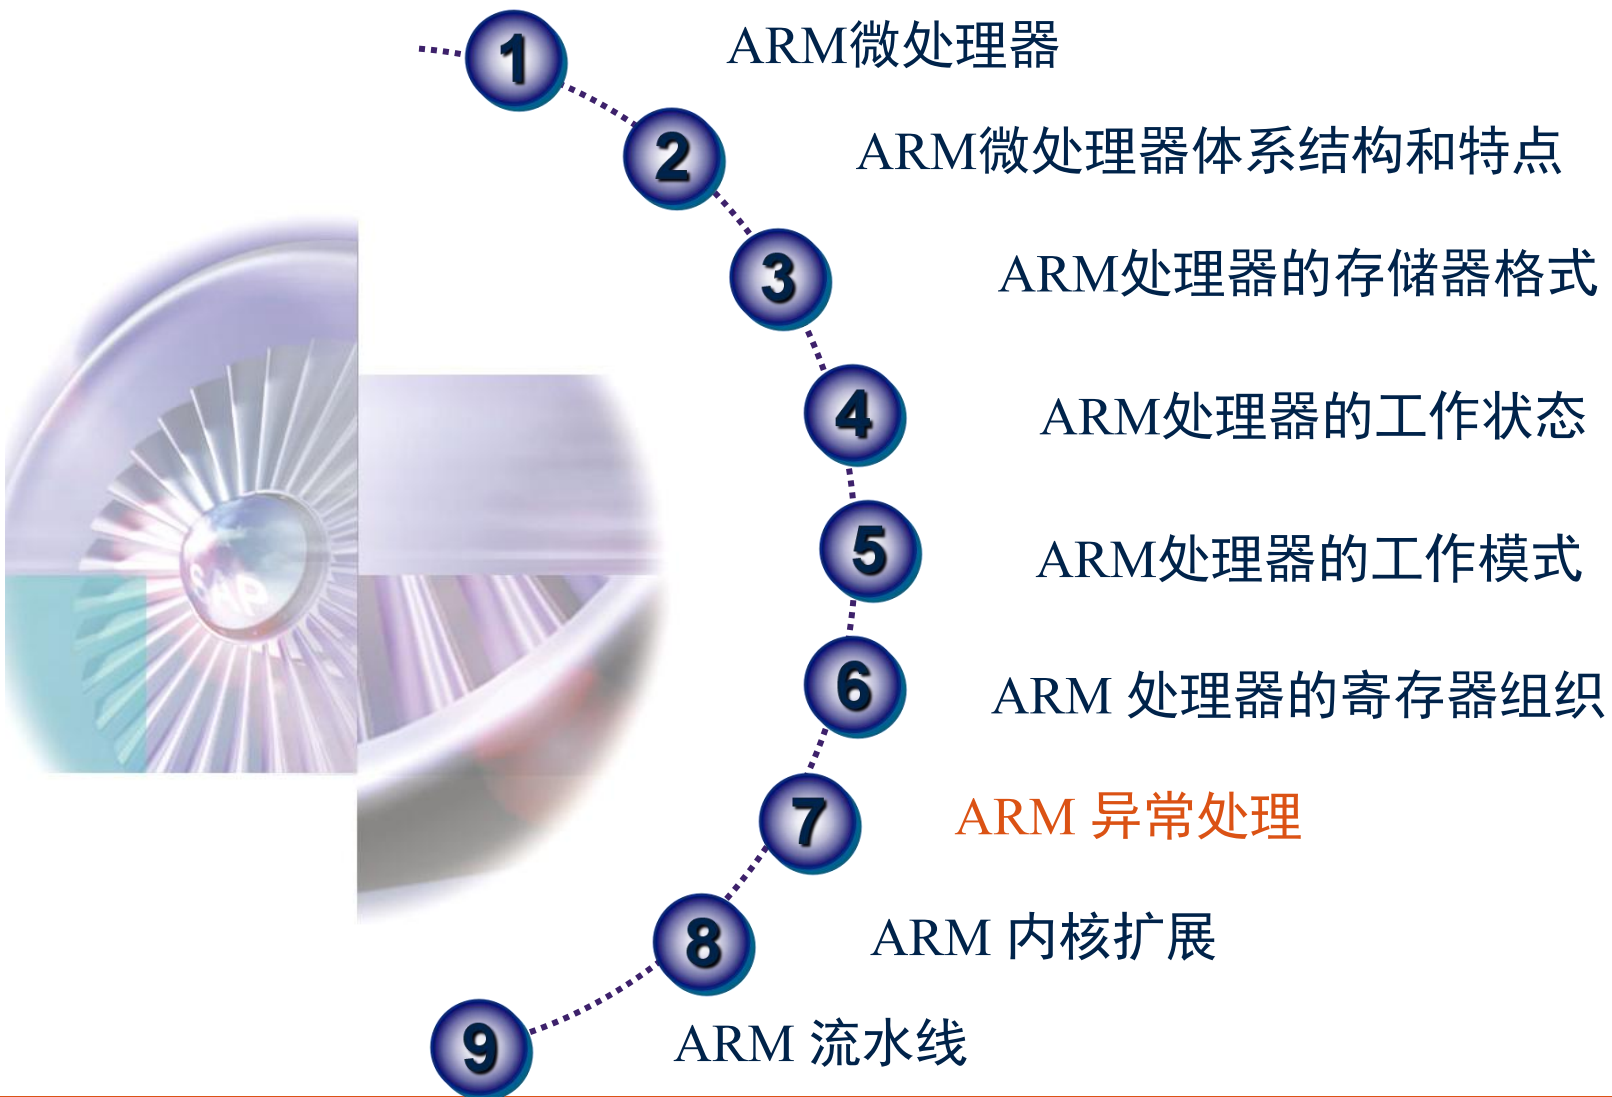 1 ARM微处理器
2 ARM微处理器体系结构和特点
3 ARM处理器的存储器格式
4 ARM处理器的工作状态
5 ARM处理器的工作模式
6 ARM 处理器的寄存器组织
7 ARM 异常处理
8 ARM 内核扩展
9 ARM 流水线
SAP